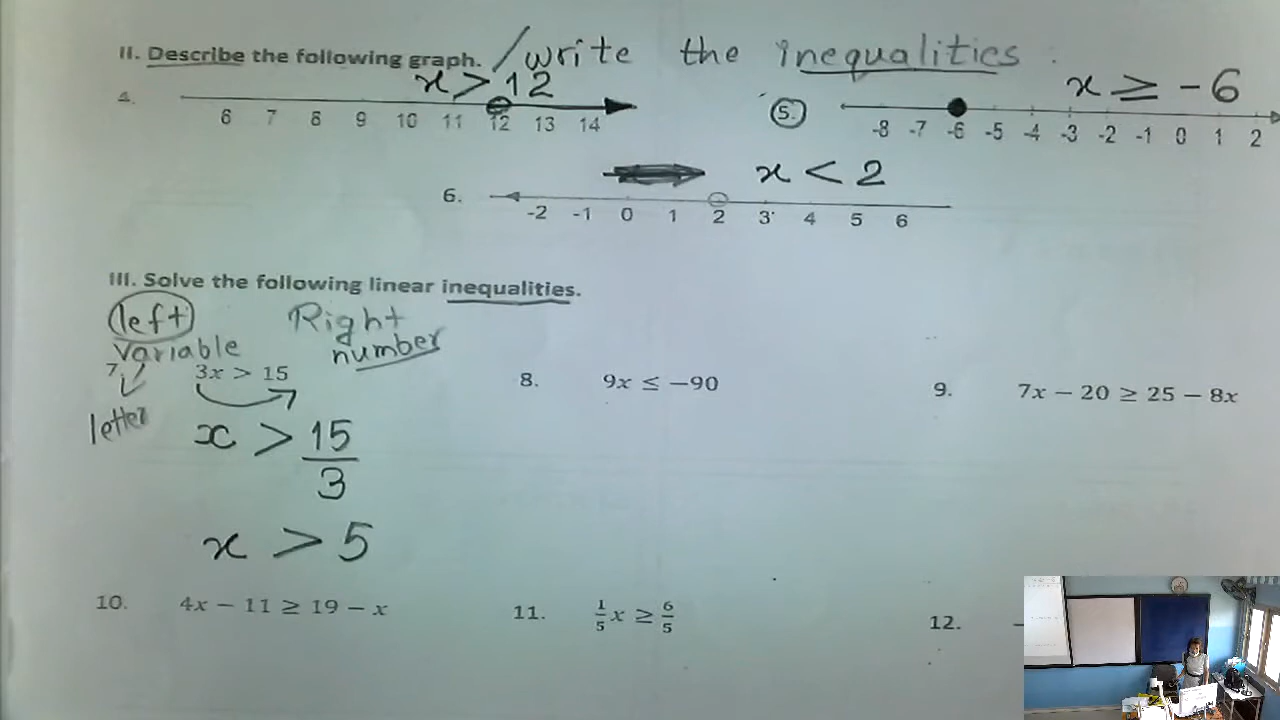 II. Describe the following graph. / write the inequalities.
x > 12
4.
6 7 8 9 10 11 12 13 14
5.
x ≥ -6
-8 -7 -6 -5 -4 -3 -2 -1 0 1 2
x < 2
6.
-2 -1 0 1 2 3 4 5 6
III. Solve the following linear inequalities.
left Right
variable number
7. 3x > 15
letter
x > 15/3
x > 5
8. 9x ≤ −90
9. 7x − 20 ≥ 25 − 8x
10. 4x − 11 ≥ 19 − x
11. 1/5 x ≥ 6/5
12. −